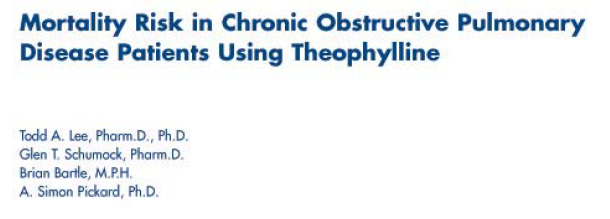 Mortality Risk in Chronic Obstructive Pulmonary
Disease Patients Using Theophylline
Todd A. Lee, Pharm.D., Ph.D.
Glen T. Schumock, Pharm.D.
Brian Bartle, M.P.H.
A. Simon Pickard, Ph.D.